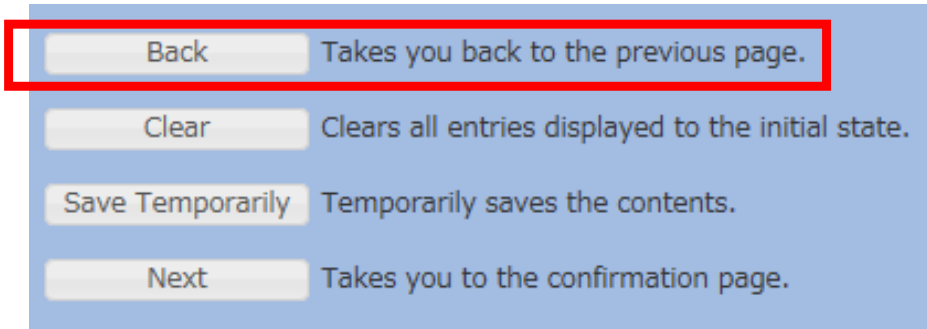 Back Takes you back to the previous page.
Clear Clears all entries displayed to the initial state.
Save Temporarily Temporarily saves the contents.
Next Takes you to the confirmation page.